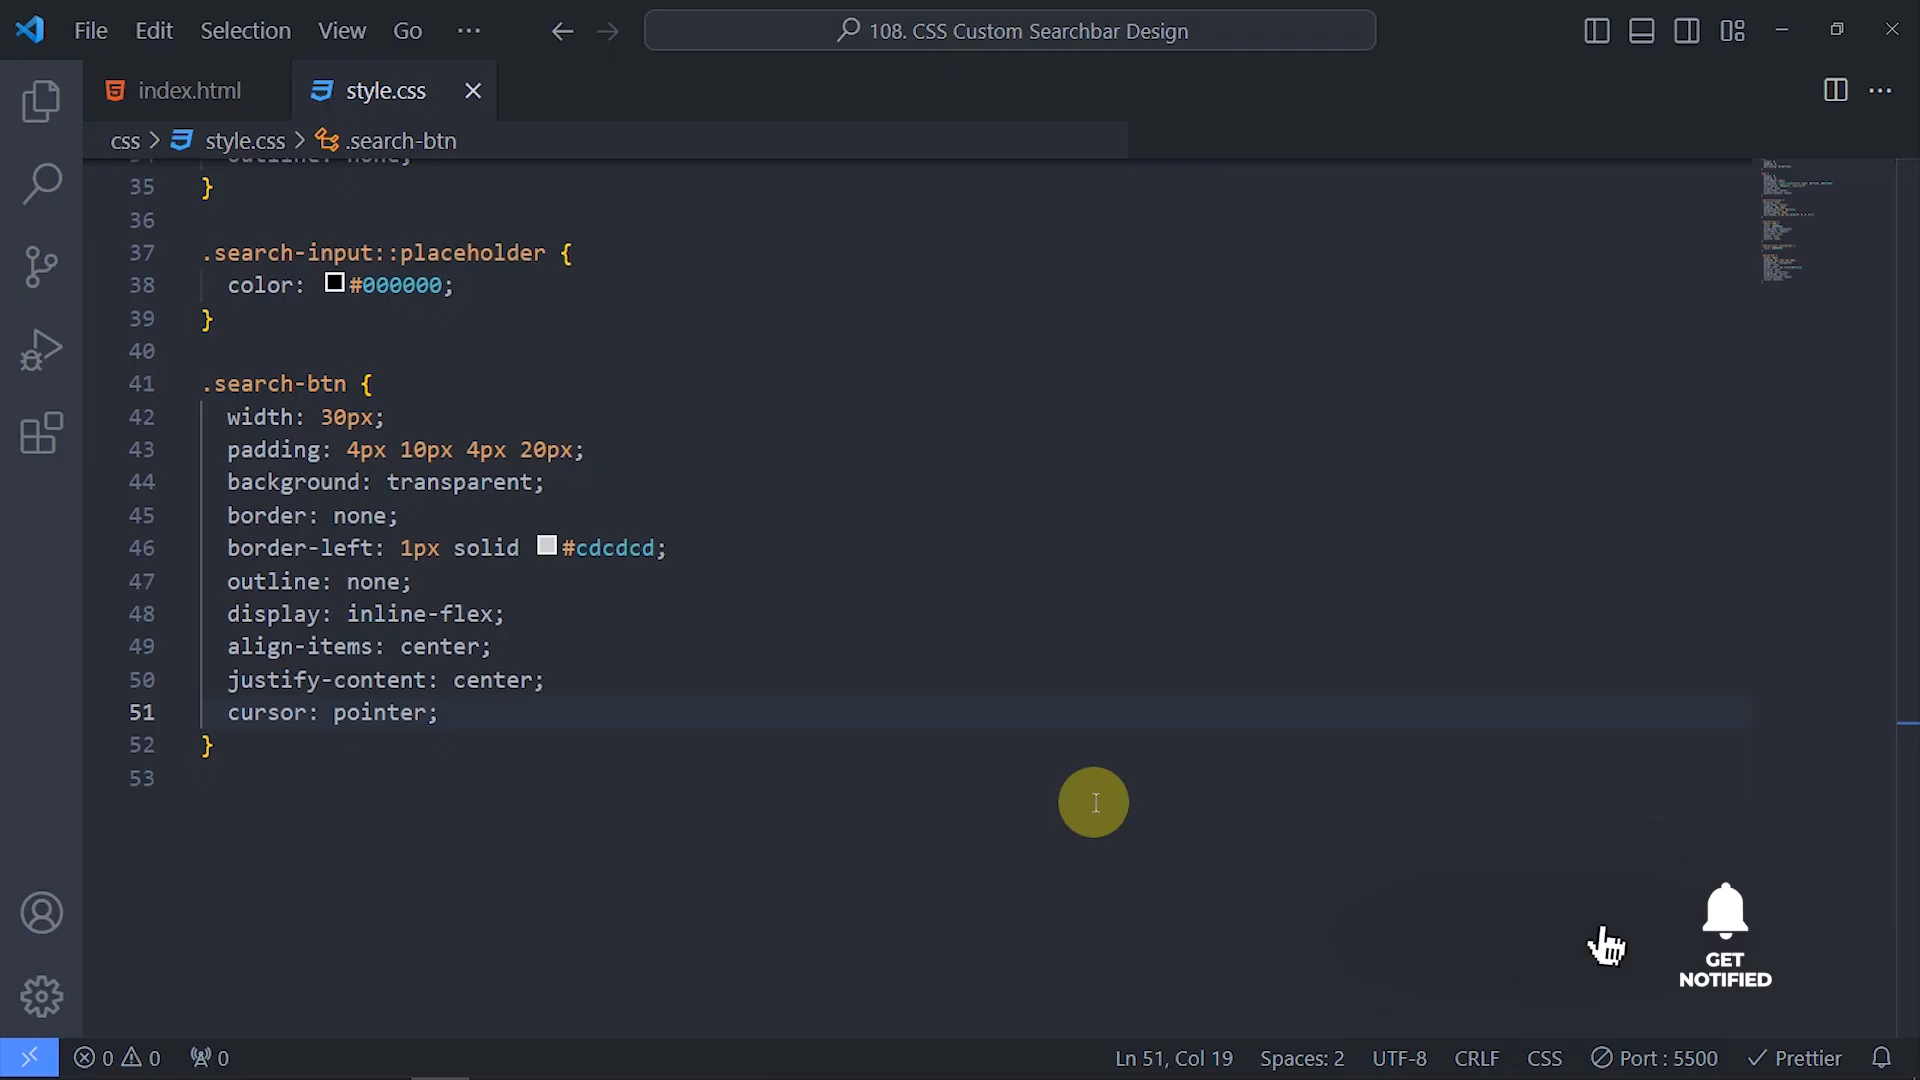 File Edit Selection View Go ···
108. CSS Custom Searchbar Design
index.html
style.css
css > style.css > .search-btn
outline: none;
35 }
36
37 .search-input::placeholder {
38 color: #000000;
39 }
40
41 .search-btn {
42 width: 30px;
43 padding: 4px 10px 4px 20px;
44 background: transparent;
45 border: none;
46 border-left: 1px solid #cdcdcd;
47 outline: none;
48 display: inline-flex;
49 align-items: center;
50 justify-content: center;
51 cursor: pointer;
52 }
53
GET
NOTIFIED
0 0 0 Ln 51, Col 19 Spaces: 2 UTF-8 CRLF CSS Port : 5500 Prettier